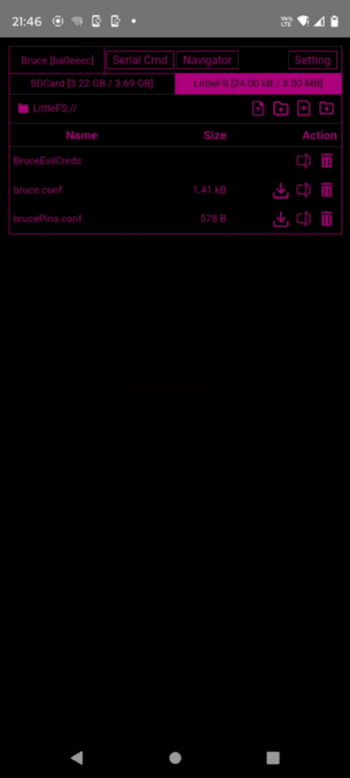 21:46
Bruce [ba0eeec] Serial Cmd Navigator Setting
SDCard [3.22 GB / 3.69 GB] LittleFS [24.00 kB / 3.00 MB]
LittleFS://
Name Size Action
BruceEvilCreds
bruce.conf 1.41 kB
brucePins.conf 578 B